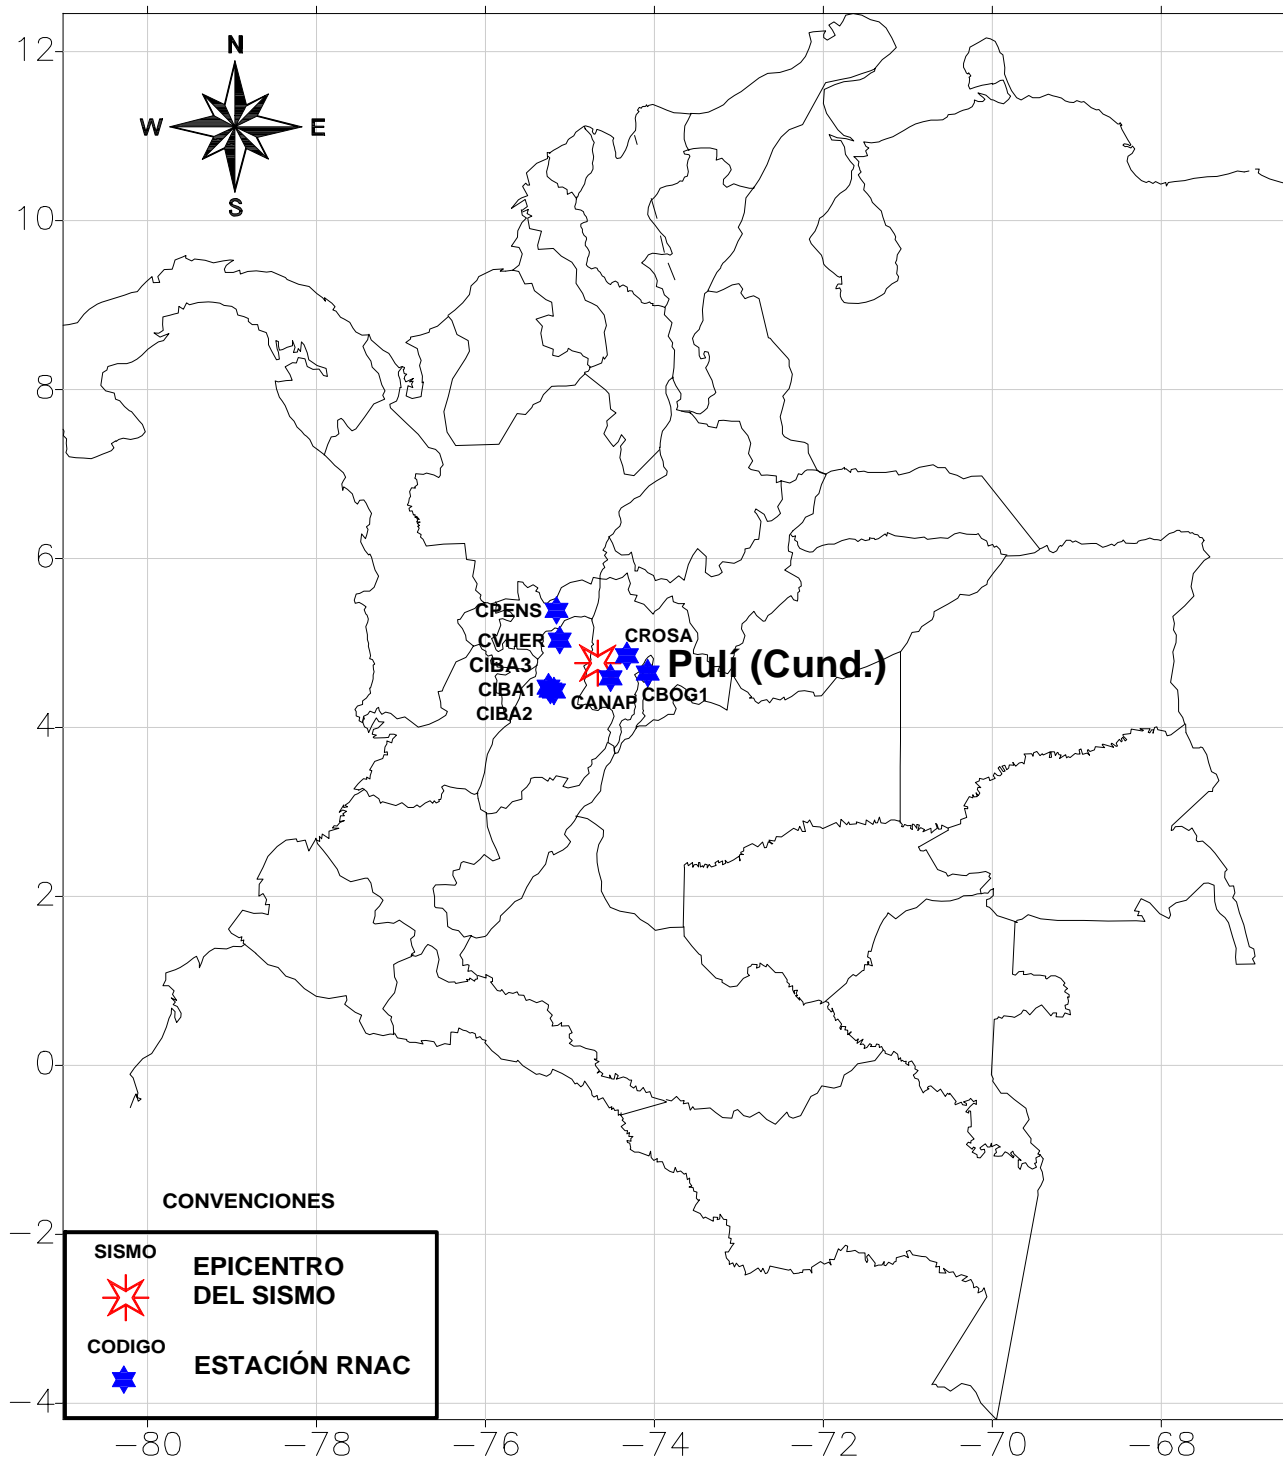 12
N
W
E
S
10
8
6
CPENS
CVHER
CROSA
CIBA3
Pulí (Cund.)
CIBA1
CBOG1
CANAP
CIBA2
4
2
0
CONVENCIONES
−2
SISMO
EPICENTRO
DEL SISMO
CODIGO
ESTACIÓN RNAC
−4
−80
−78
−76
−74
−72
−70
−68